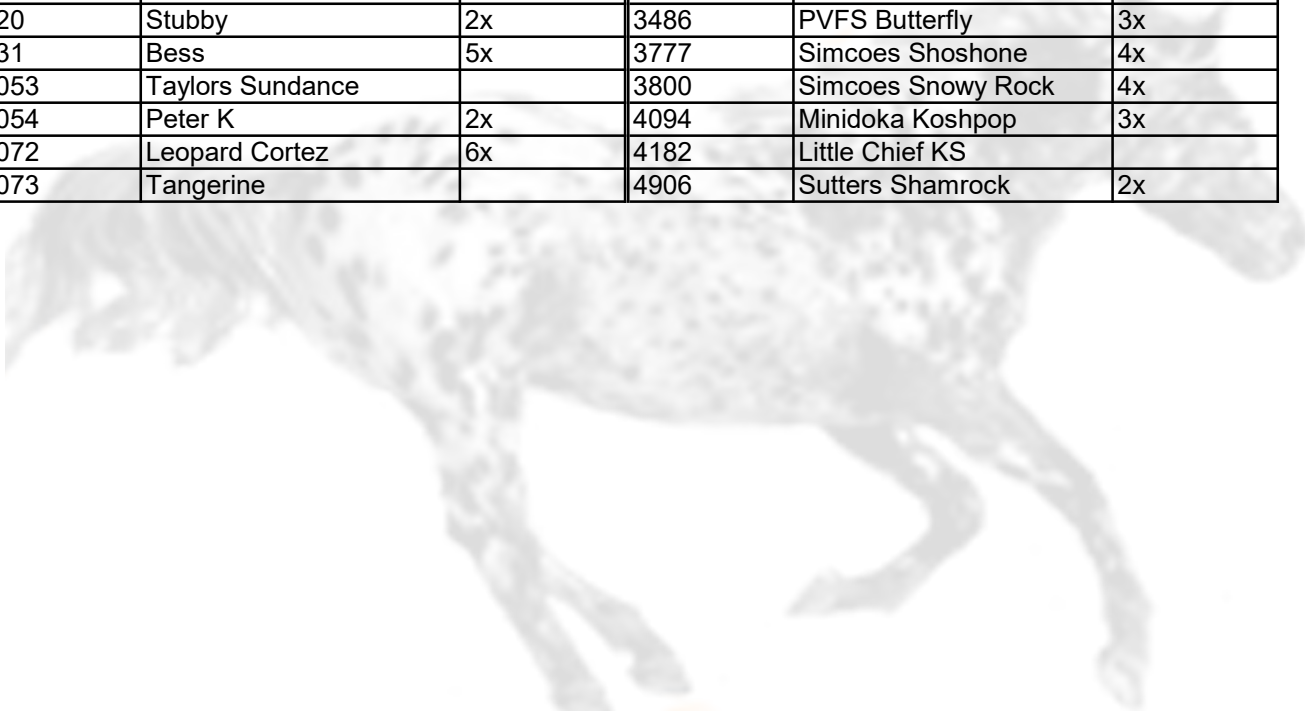 20 Stubby 2x 3486 PVFS Butterfly 3x
31 Bess 5x 3777 Simcoes Shoshone 4x
053 Taylors Sundance 3800 Simcoes Snowy Rock 4x
054 Peter K 2x 4094 Minidoka Koshpop 3x
072 Leopard Cortez 6x 4182 Little Chief KS
073 Tangerine 4906 Sutters Shamrock 2x